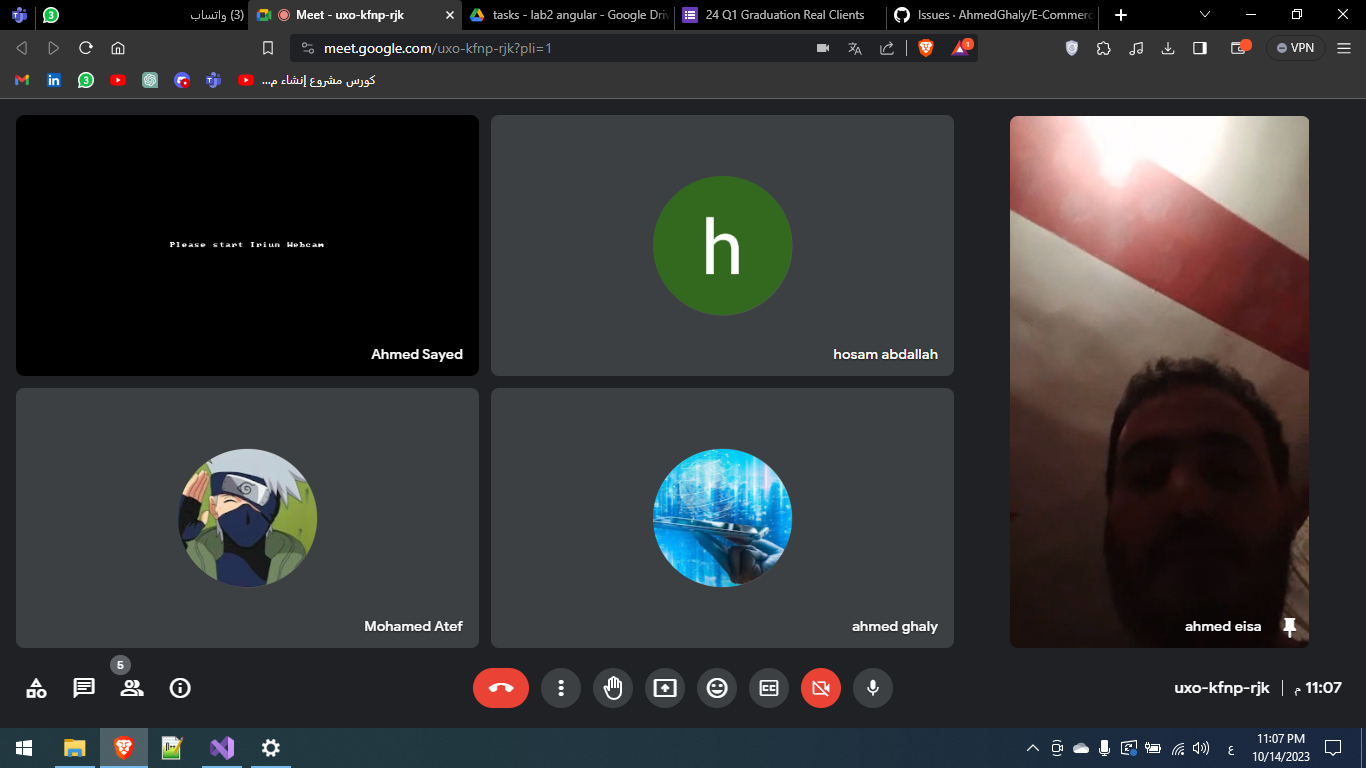 (3) واتساب
Meet - uxo-kfnp-rjk
tasks - lab2 angular - Google Driv
24 Q1 Graduation Real Clients
Issues · AhmedGhaly/E-Commerc
meet.google.com/uxo-kfnp-rjk?pli=1
1
VPN
3
3
كورس مشروع إنشاء م...
Please start Iriun Webcam
Ahmed Sayed
h
hosam abdallah
Mohamed Atef
ahmed ghaly
ahmed eisa
5
uxo-kfnp-rjk
11:07 م
ع
11:07 PM
10/14/2023